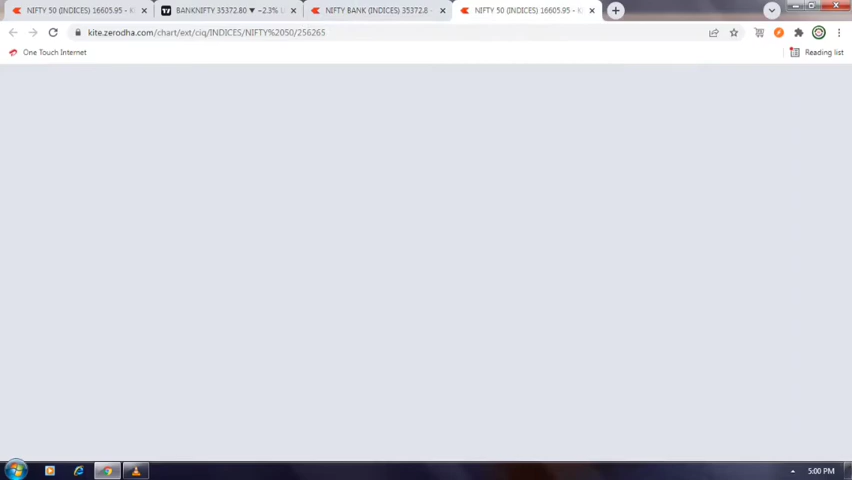 NIFTY 50 (INDICES) 16605.95 - Ki
BANKNIFTY 35372.80 ▼ −2.3% U
NIFTY BANK (INDICES) 35372.8 -
NIFTY 50 (INDICES) 16605.95 - Ki
kite.zerodha.com/chart/ext/ciq/INDICES/NIFTY%2050/256265
One Touch Internet
Reading list
5:00 PM